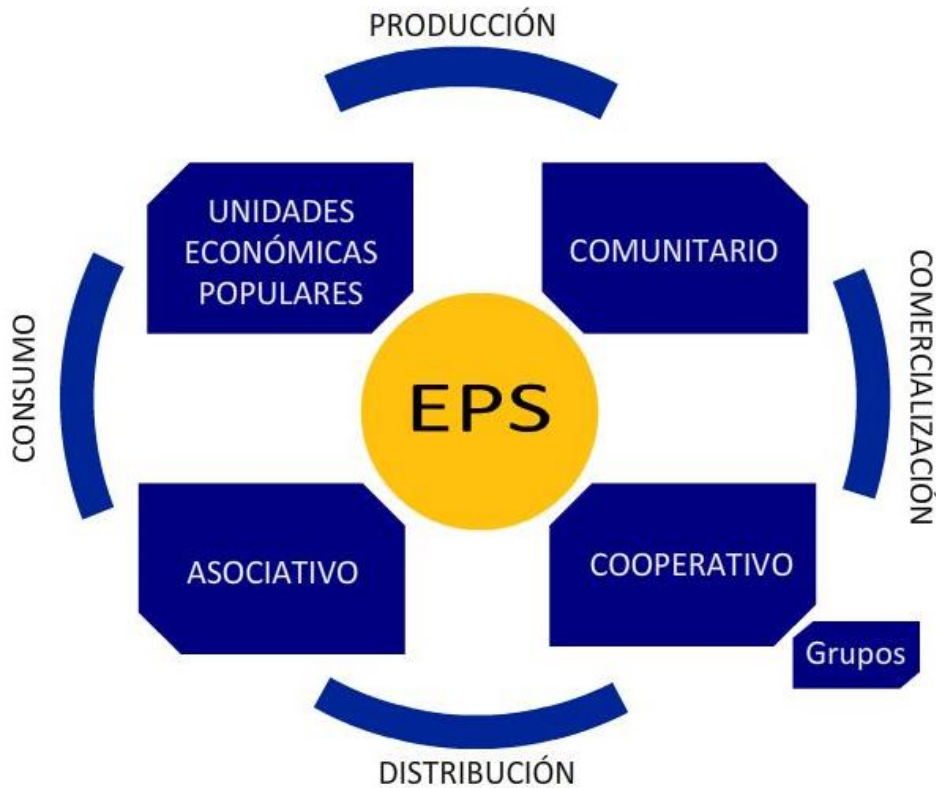 PRODUCCIÓN
UNIDADES
ECONÓMICAS
POPULARES
COMUNITARIO
CONSUMO
EPS
COMERCIALIZACIÓN
ASOCIATIVO
COOPERATIVO
Grupos
DISTRIBUCIÓN